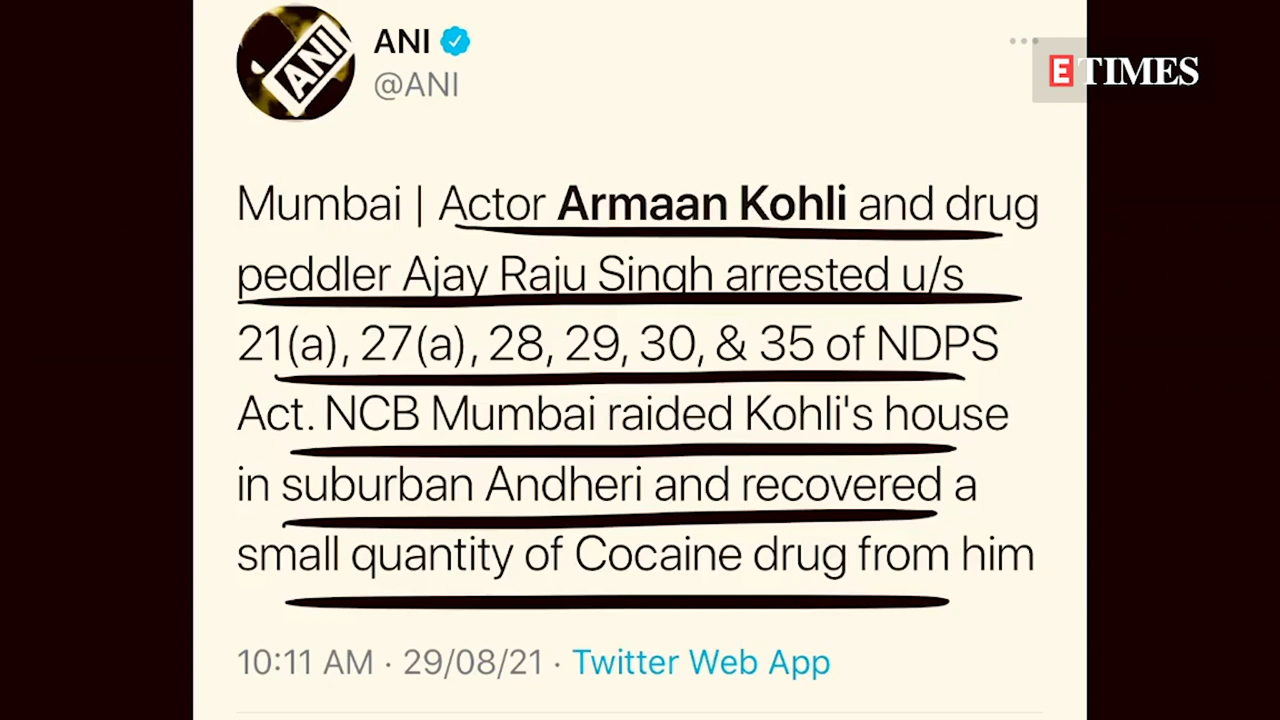 ANI
ANI
@ANI
E TIMES
Mumbai | Actor Armaan Kohli and drug
peddler Ajay Raju Singh arrested u/s
21(a), 27(a), 28, 29, 30, & 35 of NDPS
Act. NCB Mumbai raided Kohli's house
in suburban Andheri and recovered a
small quantity of Cocaine drug from him
10:11 AM · 29/08/21 · Twitter Web App